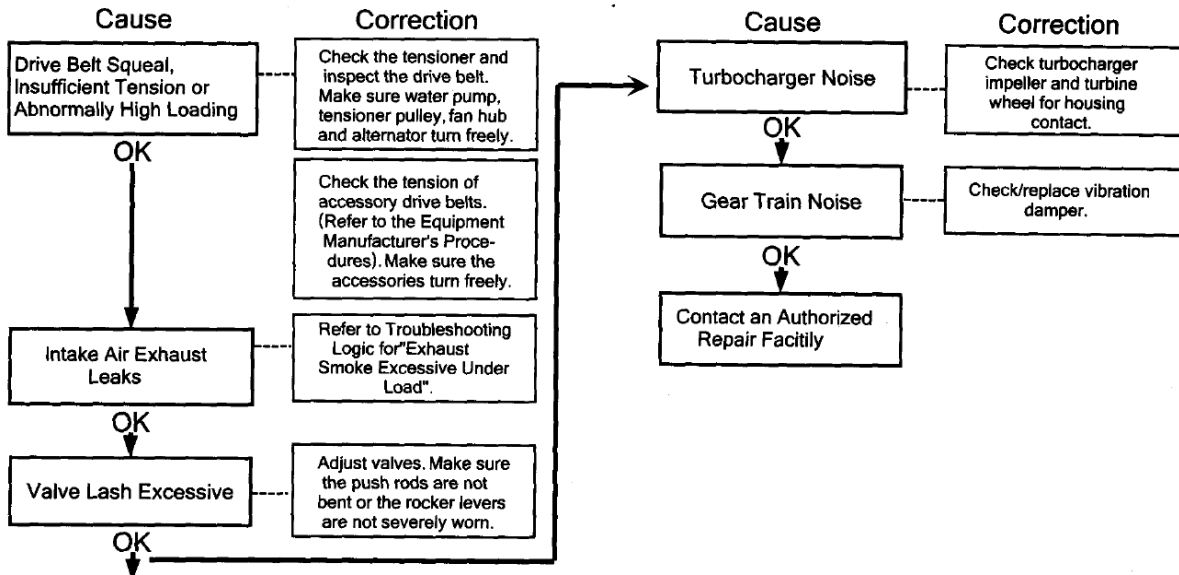 Cause
Correction
Drive Belt Squeal,
Insufficient Tension or
Abnormally High Loading
Check the tensioner and
inspect the drive belt.
Make sure water pump,
tensioner pulley, fan hub
and alternator turn freely.
OK
Check the tension of
accessory drive belts.
(Refer to the Equipment
Manufacturer's Proce-
dures). Make sure the
accessories turn freely.
Intake Air Exhaust
Leaks
Refer to Troubleshooting
Logic for"Exhaust
Smoke Excessive Under
Load".
OK
Valve Lash Excessive
Adjust valves. Make sure
the push rods are not
bent or the rocker levers
are not severely worn.
OK
Cause
Correction
Turbocharger Noise
Check turbocharger
impeller and turbine
wheel for housing
contact.
OK
Gear Train Noise
Check/replace vibration
damper.
OK
Contact an Authorized
Repair Facitily